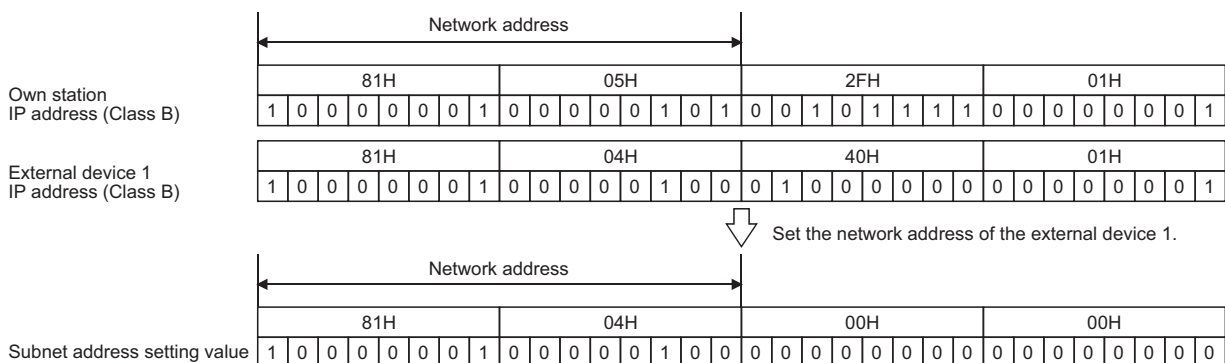 Network address
81H 05H 2FH 01H
Own station
IP address (Class B)
1 0 0 0 0 0 0 1 0 0 0 0 0 1 0 1 0 0 1 0 1 1 1 1 0 0 0 0 0 0 0 1
81H 04H 40H 01H
External device 1
IP address (Class B)
1 0 0 0 0 0 0 1 0 0 0 0 0 1 0 0 0 1 0 0 0 0 0 0 0 0 0 0 0 0 0 1
Set the network address of the external device 1.
Network address
81H 04H 00H 00H
Subnet address setting value 1 0 0 0 0 0 0 1 0 0 0 0 0 1 0 0 0 0 0 0 0 0 0 0 0 0 0 0 0 0 0 0